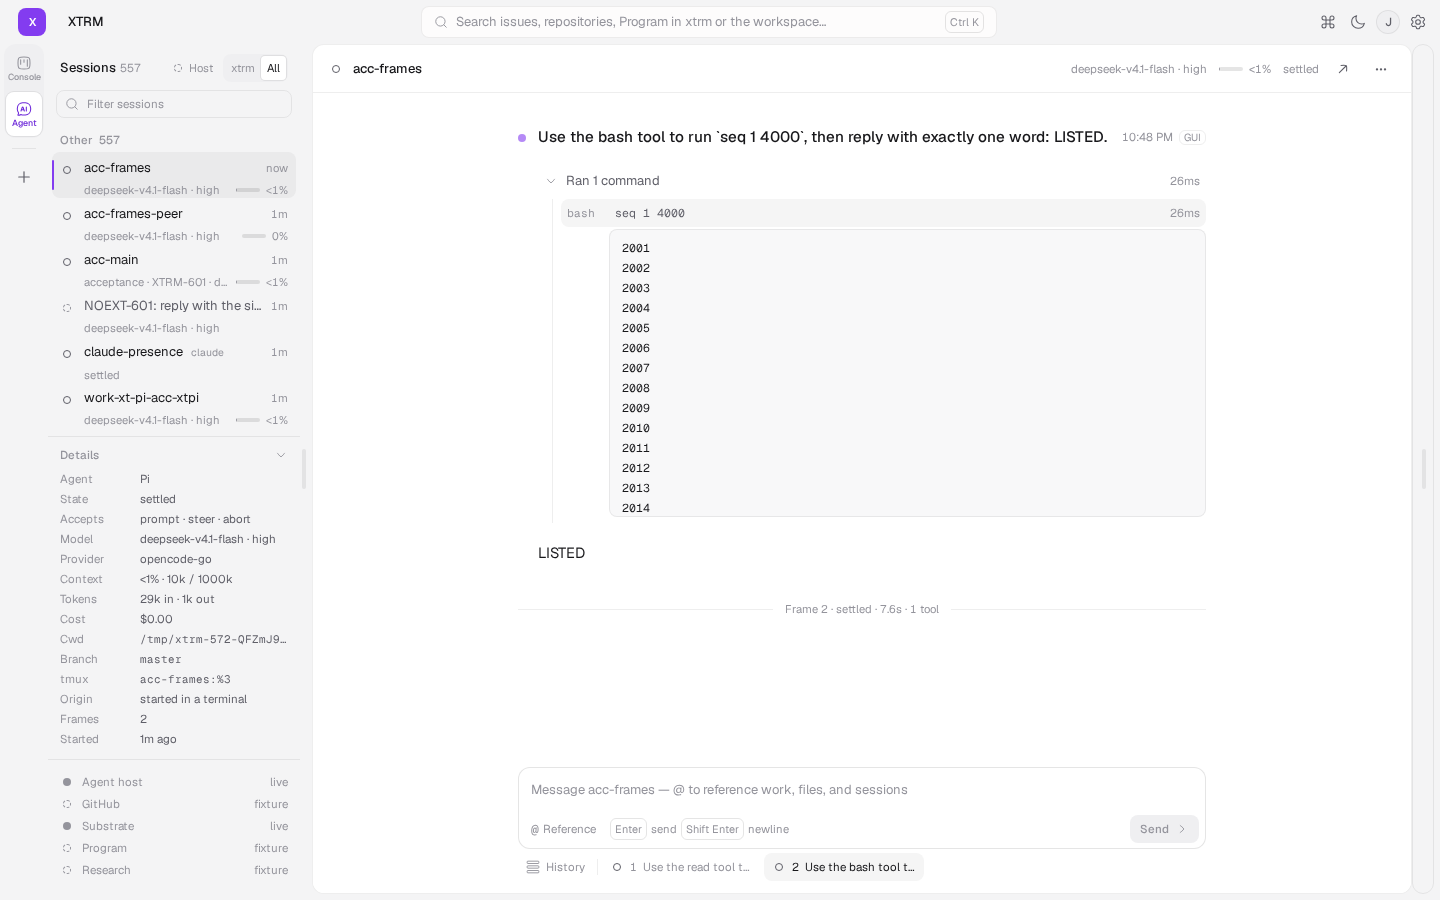 X XTRM
Search issues, repositories, Program in xtrm or the workspace... Ctrl K
J
Console
AI
Agent
Sessions 557 Host xtrm All
Filter sessions
Other 557
acc-frames now
deepseek-v4.1-flash · high <1%
acc-frames-peer 1m
deepseek-v4.1-flash · high 0%
acc-main 1m
acceptance · XTRM-601 · d... <1%
NOEXT-601: reply with the si... 1m
deepseek-v4.1-flash · high
claude-presence claude 1m
settled
work-xt-pi-acc-xtpi 1m
deepseek-v4.1-flash · high <1%
Details
Agent Pi
State settled
Accepts prompt · steer · abort
Model deepseek-v4.1-flash · high
Provider opencode-go
Context <1% · 10k / 1000k
Tokens 29k in · 1k out
Cost $0.00
Cwd /tmp/xtrm-572-QFZmJ9...
Branch master
tmux acc-frames:%3
Origin started in a terminal
Frames 2
Started 1m ago
Agent host live
GitHub fixture
Substrate live
Program fixture
Research fixture
acc-frames deepseek-v4.1-flash · high <1% settled
Use the bash tool to run `seq 1 4000`, then reply with exactly one word: LISTED. 10:48 PM GUI
Ran 1 command 26ms
bash seq 1 4000 26ms
2001
2002
2003
2004
2005
2006
2007
2008
2009
2010
2011
2012
2013
2014
LISTED
Frame 2 · settled · 7.6s · 1 tool
Message acc-frames — @ to reference work, files, and sessions
@ Reference Enter send Shift Enter newline Send
History 1 Use the read tool t... 2 Use the bash tool t...